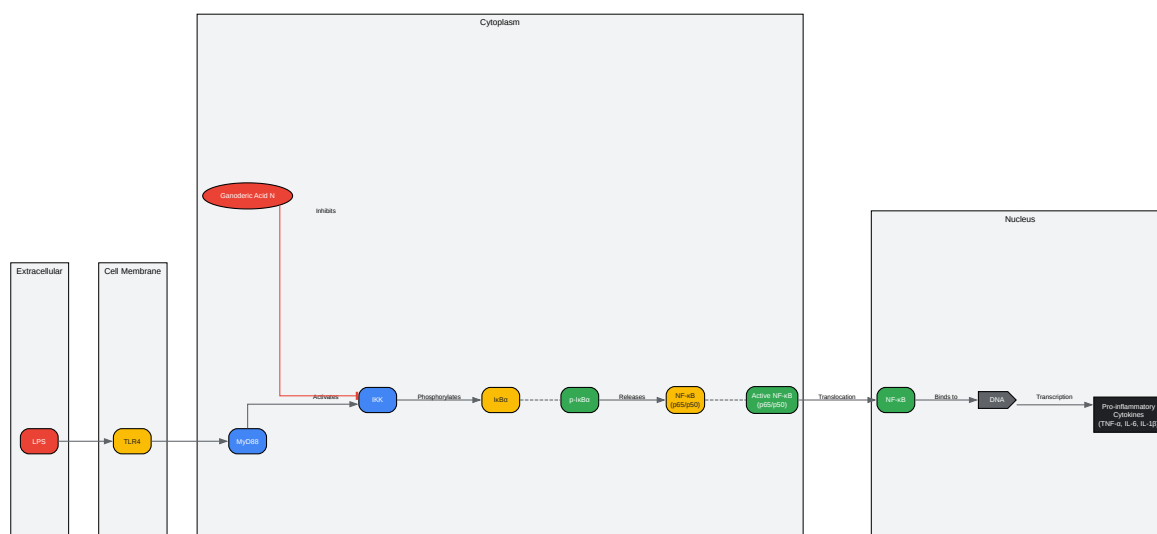 Cytoplasm
Ganoderic Acid N
Inhibits
Nucleus
Extracellular
Cell Membrane
LPS
TLR4
MyD88
Activates
IKK
Phosphorylates
IκBα
p-IκBα
Releases
NF-κB
(p65/p50)
Active NF-κB
(p65/p50)
Translocation
NF-κB
Binds to
DNA
Transcription
Pro-inflammatory
Cytokines
(TNF-α, IL-6, IL-1β